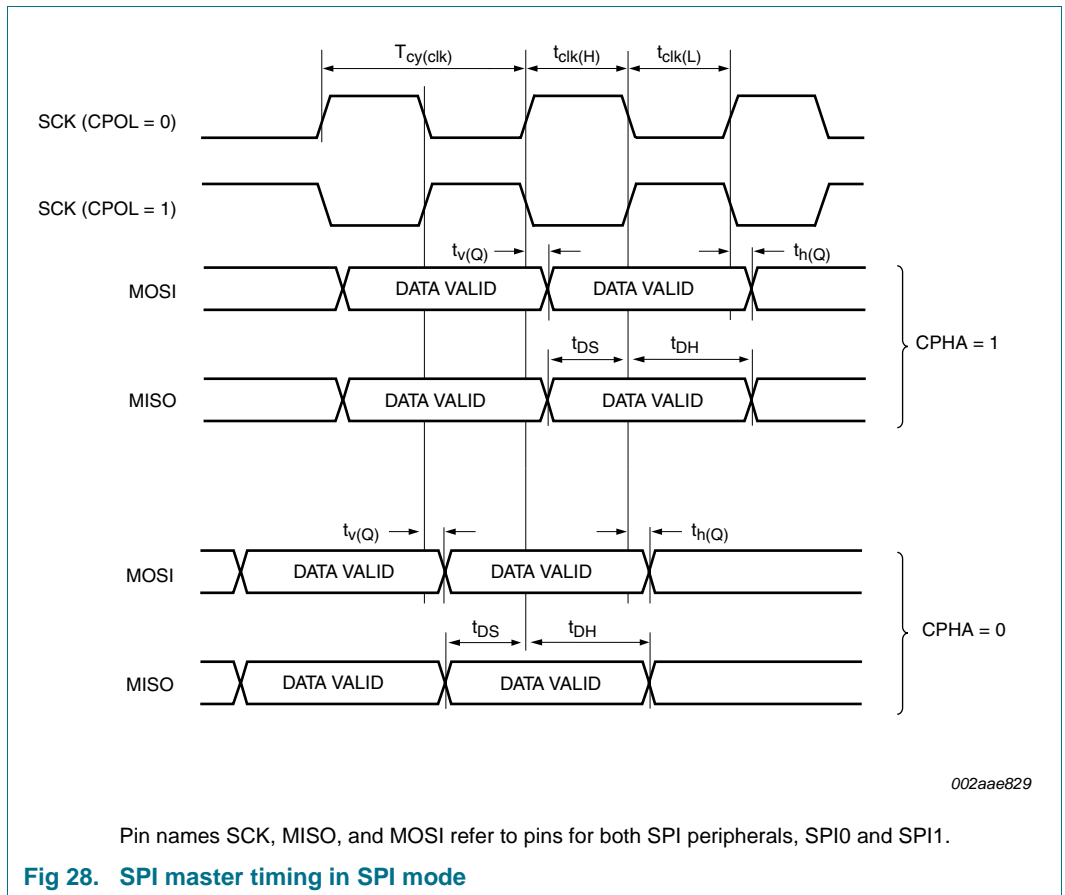 Tcy(clk) tclk(H) tclk(L)
SCK (CPOL = 0)
SCK (CPOL = 1)
tv(Q) th(Q)
MOSI DATA VALID DATA VALID
CPHA = 1
tDS tDH
MISO DATA VALID DATA VALID
tv(Q) th(Q)
MOSI DATA VALID DATA VALID
CPHA = 0
tDS tDH
MISO DATA VALID DATA VALID
002aae829
Pin names SCK, MISO, and MOSI refer to pins for both SPI peripherals, SPI0 and SPI1.
Fig 28. SPI master timing in SPI mode